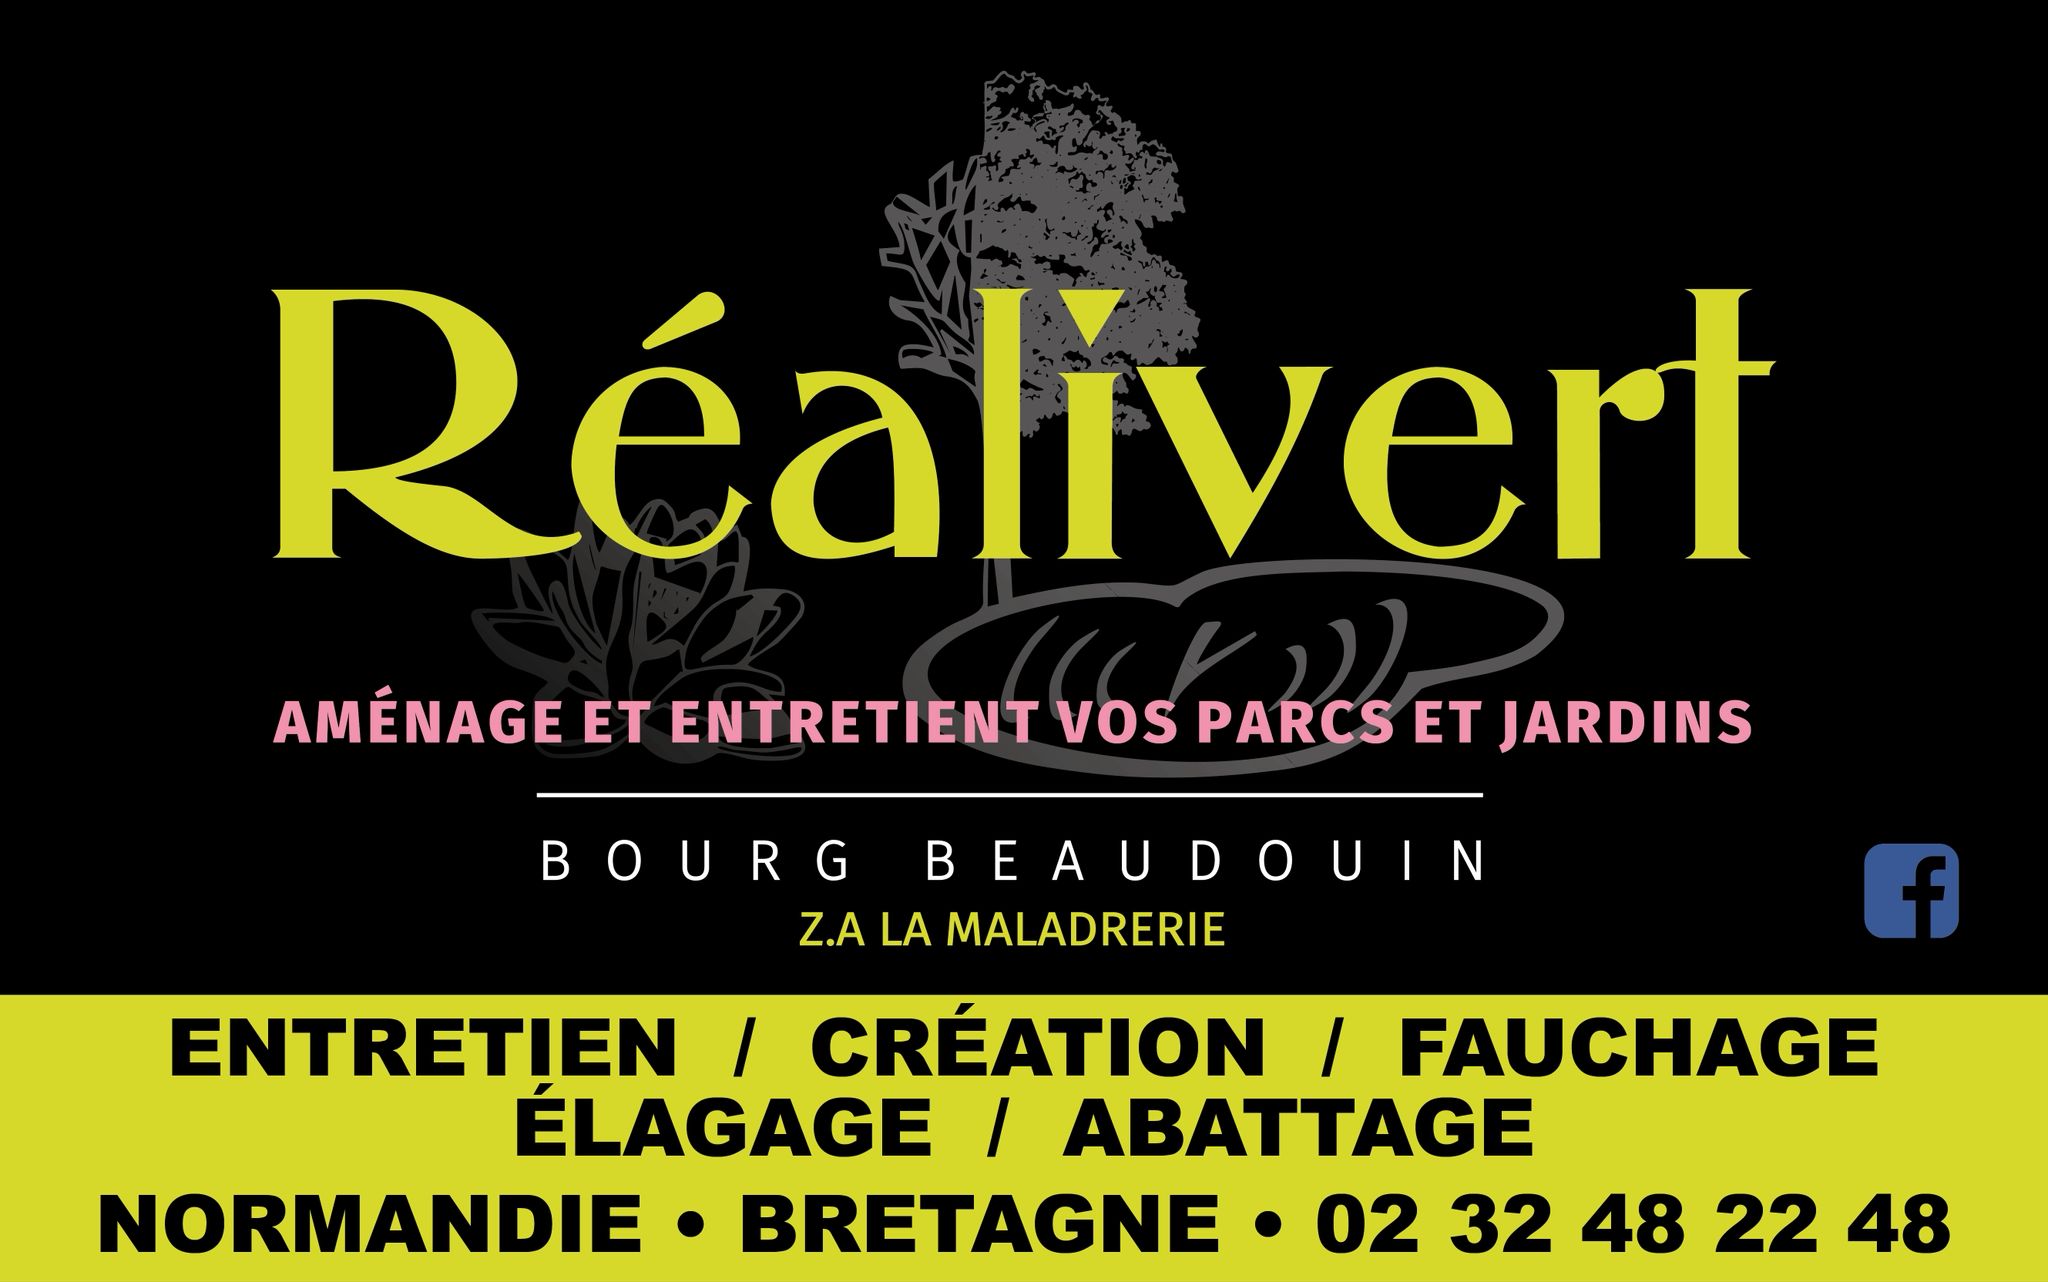 Réalivert
AMÉNAGE ET ENTRETIENT VOS PARCS ET JARDINS
BOURG BEAUDOUIN
Z.A LA MALADRERIE
f
ENTRETIEN / CRÉATION / FAUCHAGE
ÉLAGAGE / ABATTAGE
NORMANDIE • BRETAGNE • 02 32 48 22 48